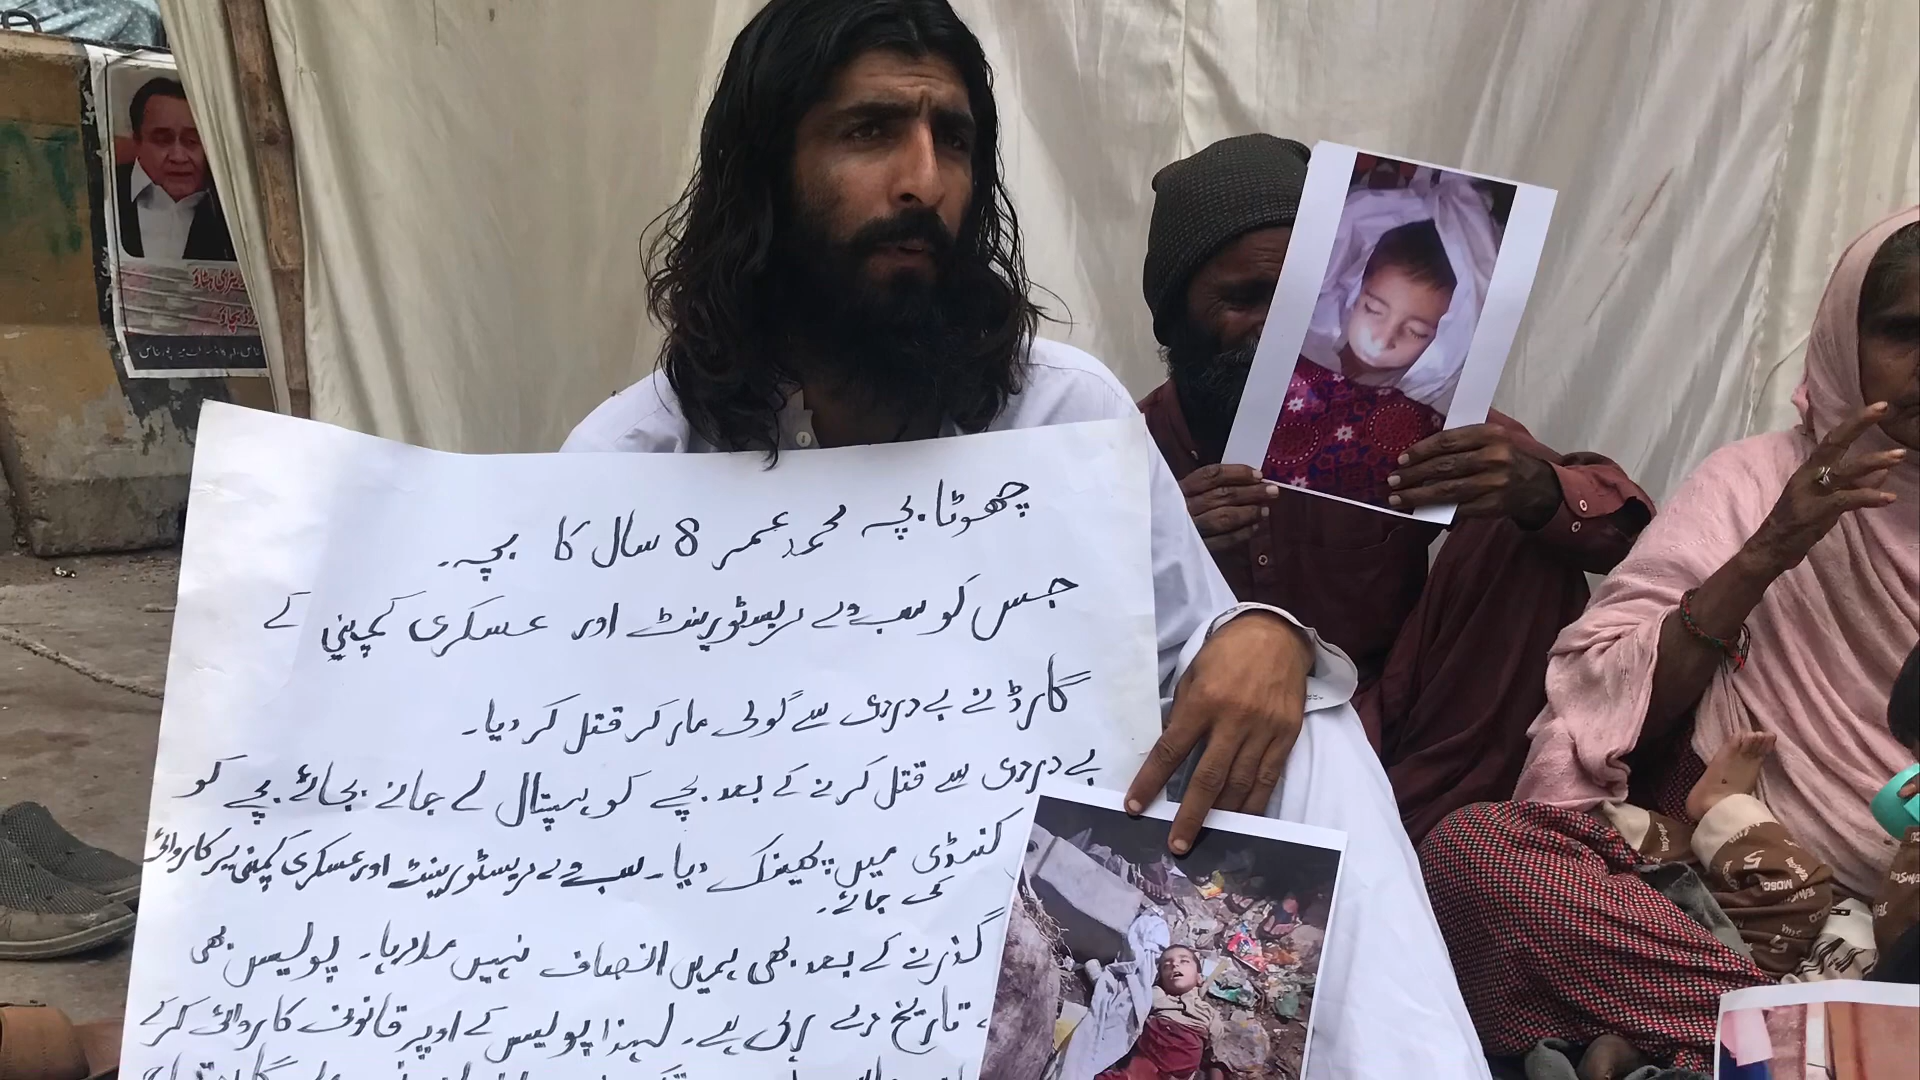 چھوٹا بچہ محمد عمر 8 سال کا بچہ۔
جس کو سب وے ریسٹورینٹ اور عسکری کمپنی کے
گارڈ نے بے دردی سے گولی مار کر قتل کر دیا۔
بے دردی سے قتل کرنے کے بعد بچے کو ہسپتال لے جانے بجائے بچے کو
کنڈی میں پھینک دیا۔ سب وے ریسٹورینٹ اور عسکری کمپنی پر کاروائی
کی جائے۔
گذرنے کے بعد بھی ہمیں انصاف نہیں مل رہا۔ پولیس بھی
تاریخ دے رہی ہے۔ لہذا پولیس کے اوپر قانونی کاروائی کرکے